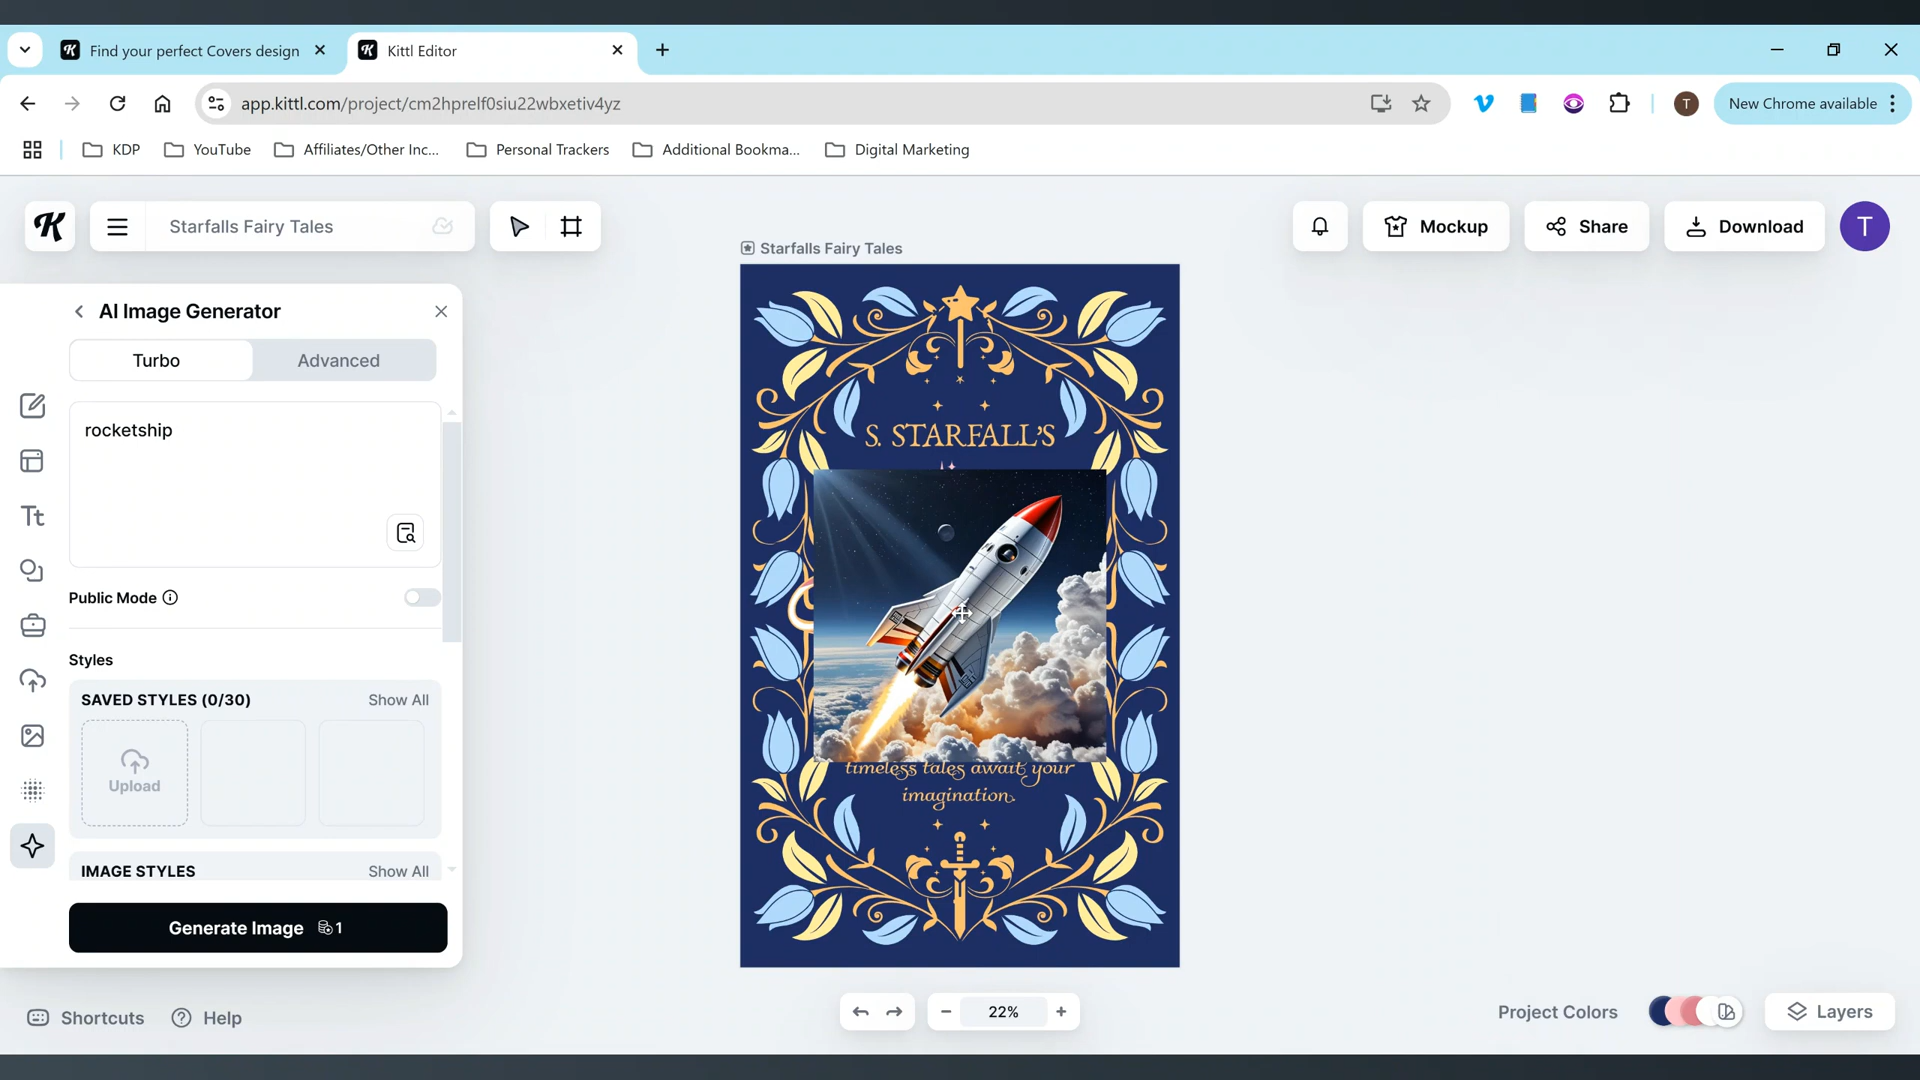 Find your perfect Covers design
Kittl Editor
app.kittl.com/project/cm2hprelf0siu22wbxetiv4yz
T
New Chrome available
KDP
YouTube
Affiliates/Other Inc...
Personal Trackers
Additional Bookma...
Digital Marketing
Starfalls Fairy Tales
Mockup
Share
Download
T
Starfalls Fairy Tales
AI Image Generator
Turbo
Advanced
rocketship
Public Mode
Styles
SAVED STYLES (0/30)
Show All
Upload
IMAGE STYLES
Show All
Generate Image 1
S. STARFALL'S
timeless tales await your
imagination.
Shortcuts
Help
22%
Project Colors
Layers